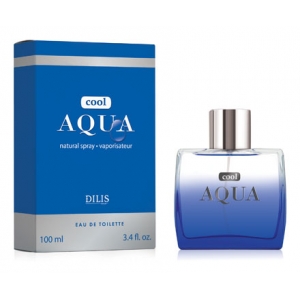 cool
AQUA
natural spray • vaporisateur
DILIS
EAU DE TOILETTE
100 ml 3.4 fl. oz.
cool
AQUA